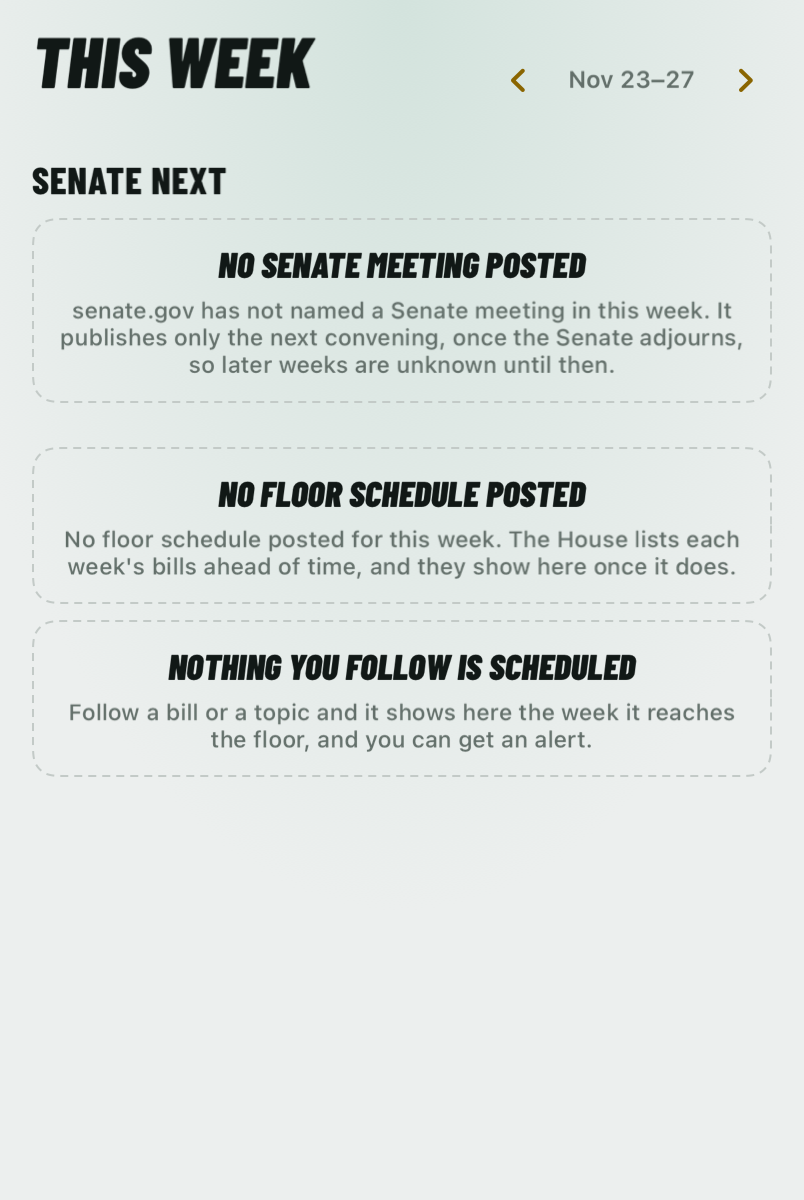 THIS WEEK
Nov 23–27
SENATE NEXT
NO SENATE MEETING POSTED
senate.gov has not named a Senate meeting in this week. It
publishes only the next convening, once the Senate adjourns,
so later weeks are unknown until then.
NO FLOOR SCHEDULE POSTED
No floor schedule posted for this week. The House lists each
week's bills ahead of time, and they show here once it does.
NOTHING YOU FOLLOW IS SCHEDULED
Follow a bill or a topic and it shows here the week it reaches
the floor, and you can get an alert.